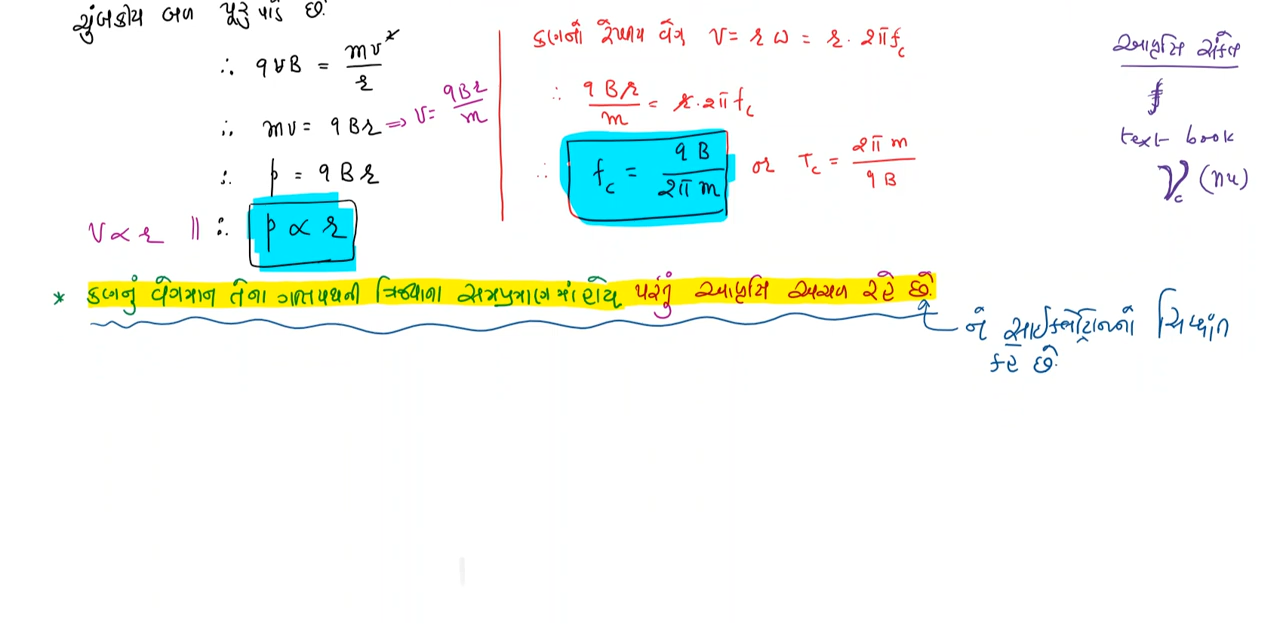 ચુંબકીય બળ પૂરૂ પાડે છે.
∴ qvB = mv²/r
∴ mv = qBr ⇒ v = qBr/m
∴ p = qBr
v ∝ r || ∴ p ∝ r
કણનો રેખીય વેગ v = rω = r · 2πf_c
∴ qBr/m = r · 2πf_c
∴ f_c = qB/2πm or T_c = 2πm/qB
આવૃત્તિ સંકેત
f
text book
ν_c (nu)
* કણનું વેગમાન તેના ગતિપથની ત્રિજ્યાના સમપ્રમાણમાં હોય પરંતુ આવૃત્તિ અચળ રહે છે.
ને સાઈક્લોટ્રોનનો સિધ્ધાંત
કહે છે.